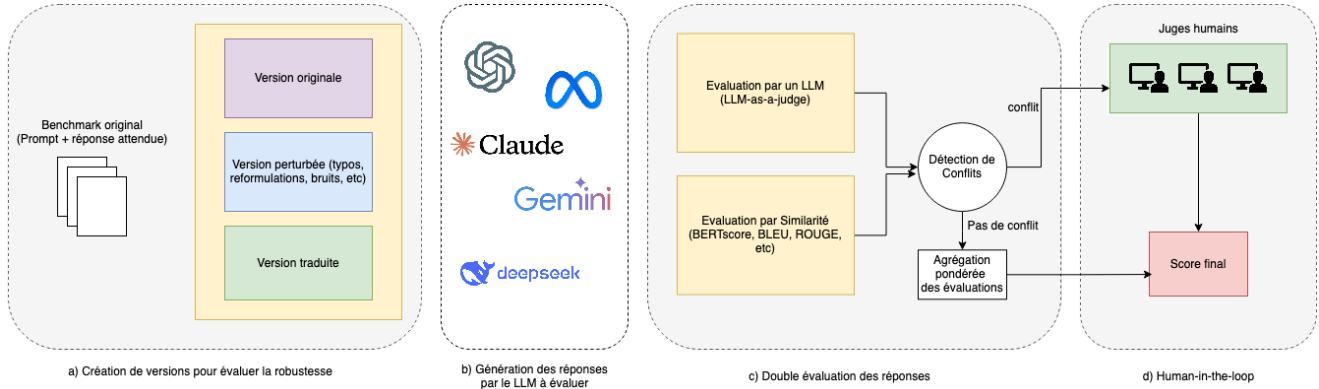 Benchmark original
(Prompt + réponse attendue)
Version originale
Version perturbée (typos,
reformulations, bruits, etc)
Version traduite
a) Création de versions pour évaluer la robustesse
Claude
Gemini
deepseek
b) Génération des réponses
par le LLM à évaluer
Evaluation par un LLM
(LLM-as-a-judge)
Evaluation par Similarité
(BERTscore, BLEU, ROUGE,
etc)
Détection de
Conflits
conflit
Pas de conflit
Agrégation
pondérée
des évaluations
c) Double évaluation des réponses
Juges humains
Score final
d) Human-in-the-loop